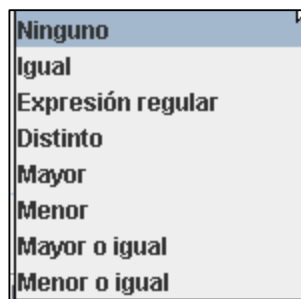 Ninguno
Igual
Expresión regular
Distinto
Mayor
Menor
Mayor o igual
Menor o igual